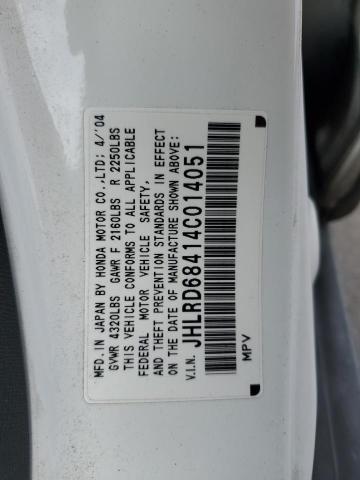 MFD.IN JAPAN BY HONDA MOTOR CO.,LTD; 4/'04
GVWR 4320LBS GAWR F 2160LBS R 2250LBS
THIS VEHICLE CONFORMS TO ALL APPLICABLE
FEDERAL MOTOR VEHICLE SAFETY,
AND THEFT PREVENTION STANDARDS IN EFFECT
ON THE DATE OF MANUFACTURE SHOWN ABOVE:
V.I.N. JHLRD68414C014051
MPV